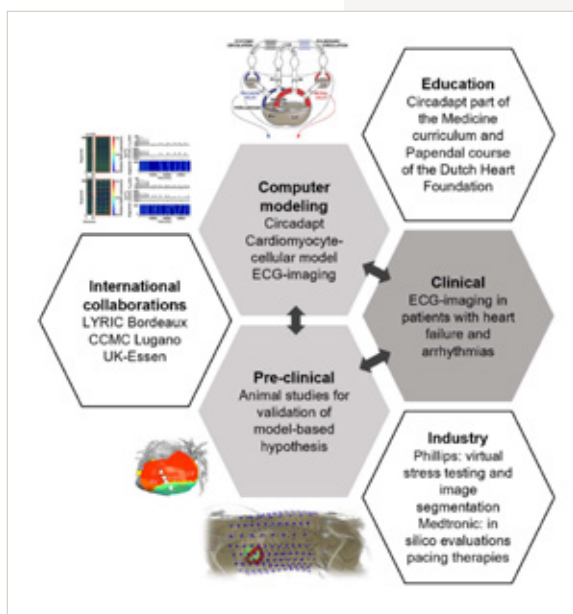 Education
Circadapt part of
the Medicine
curriculum and
Papendal course
of the Dutch Heart
Foundation
Computer
modeling
Circadapt
Cardiomyocyte-
cellular model
ECG-imaging
International
collaborations
LYRIC Bordeaux
CCMC Lugano
UK-Essen
Clinical
ECG-imaging in
patients with heart
failure and
arrhythmias
Pre-clinical
Animal studies for
validation of
model-based
hypothesis
Industry
Phillips: virtual
stress testing and
image
segmentation
Medtronic: in
silico evaluations
pacing therapies